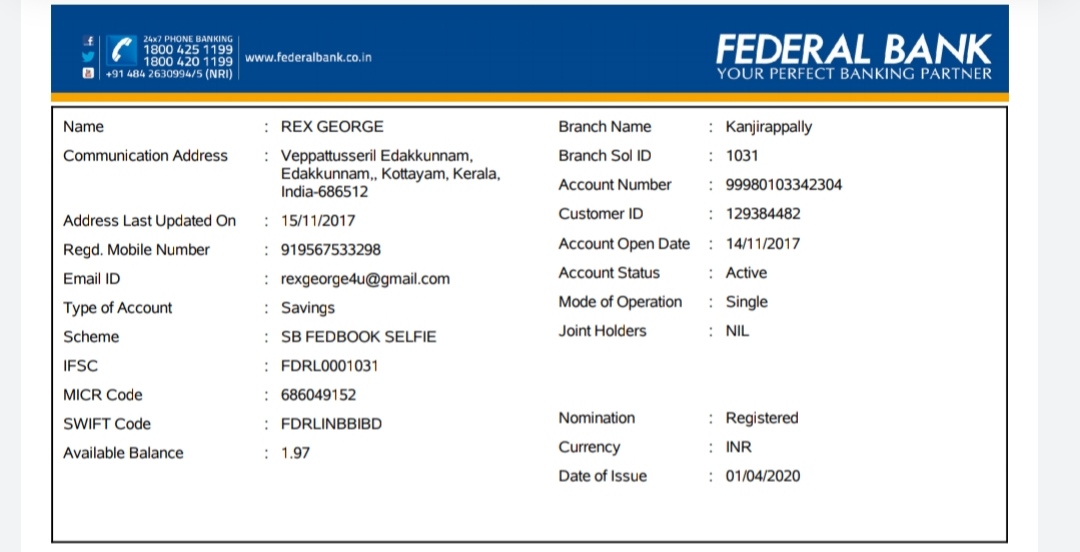 24x7 PHONE BANKING
1800 425 1199
1800 420 1199
+91 484 2630994/5 (NRI)
www.federalbank.co.in
FEDERAL BANK
YOUR PERFECT BANKING PARTNER
Name : REX GEORGE
Communication Address : Veppattusseril Edakkunnam,
Edakkunnam,, Kottayam, Kerala,
India-686512
Address Last Updated On : 15/11/2017
Regd. Mobile Number : 919567533298
Email ID : rexgeorge4u@gmail.com
Type of Account : Savings
Scheme : SB FEDBOOK SELFIE
IFSC : FDRL0001031
MICR Code : 686049152
SWIFT Code : FDRLINBBIBD
Available Balance : 1.97
Branch Name : Kanjirappally
Branch Sol ID : 1031
Account Number : 99980103342304
Customer ID : 129384482
Account Open Date : 14/11/2017
Account Status : Active
Mode of Operation : Single
Joint Holders : NIL
Nomination : Registered
Currency : INR
Date of Issue : 01/04/2020